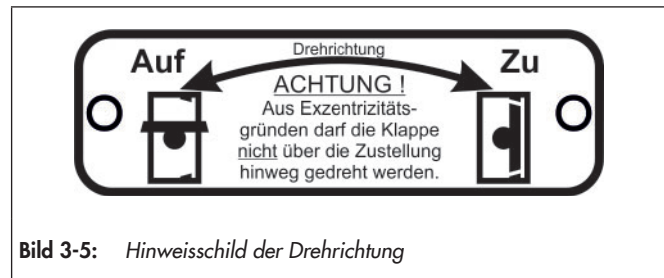 Drehrichtung
Auf Zu
ACHTUNG !
Aus Exzentrizitäts-
gründen darf die Klappe
nicht über die Zustellung
hinweg gedreht werden.
Bild 3-5: Hinweisschild der Drehrichtung